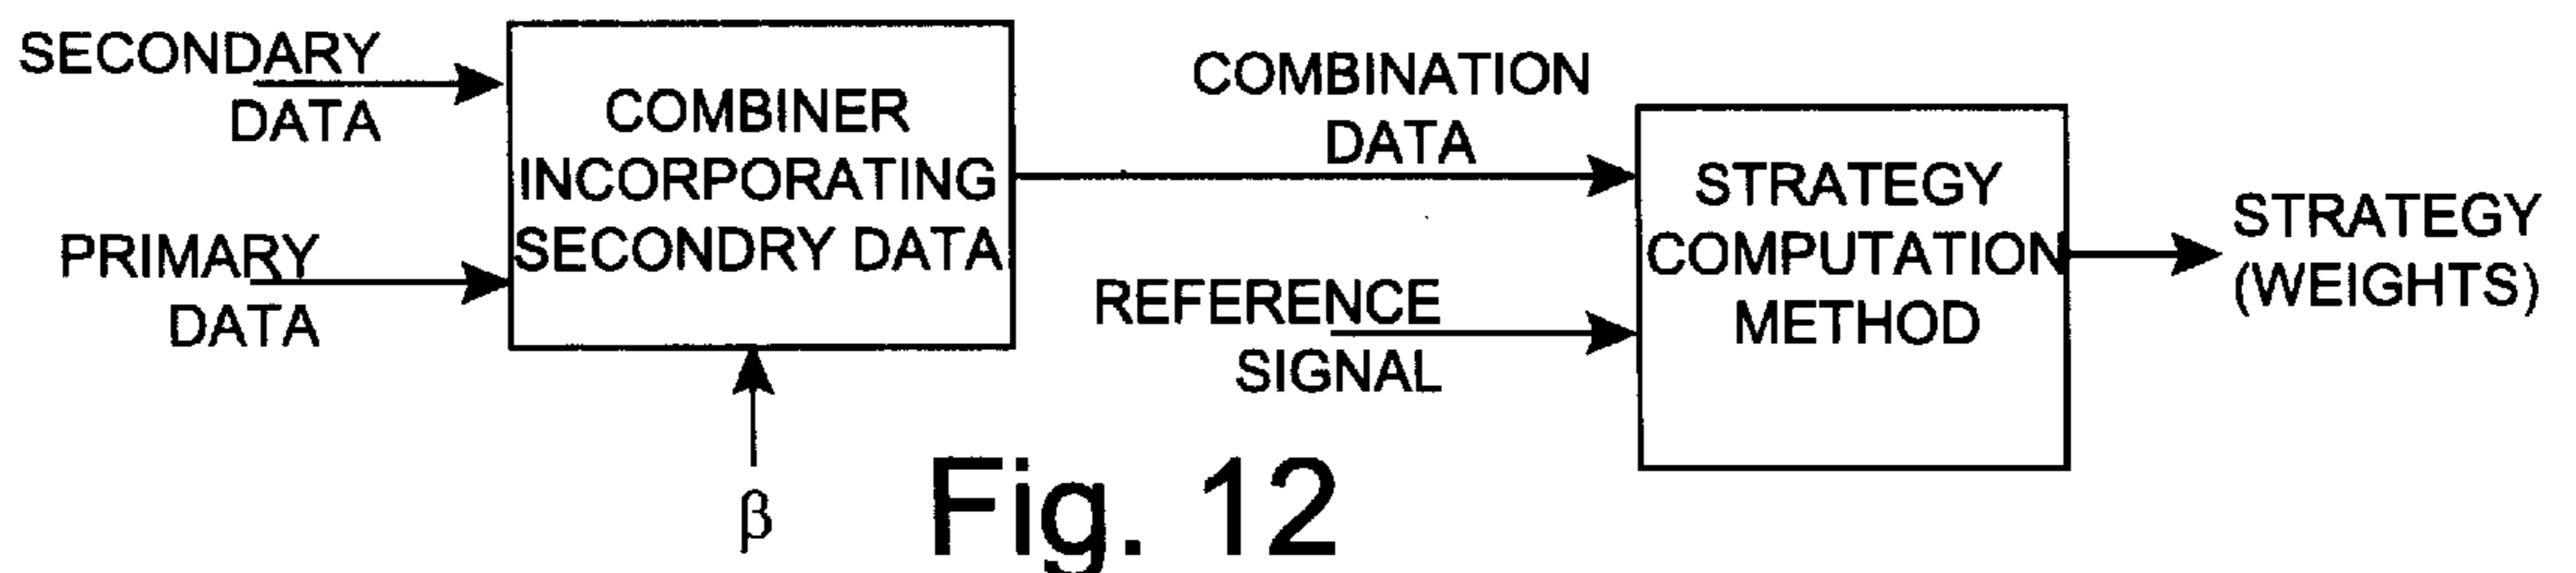 SECONDARY
DATA
PRIMARY
DATA
COMBINER
INCORPORATING
SECONDRY DATA
β
COMBINATION
DATA
REFERENCE
SIGNAL
STRATEGY
COMPUTATION
METHOD
STRATEGY
(WEIGHTS)
Fig. 12